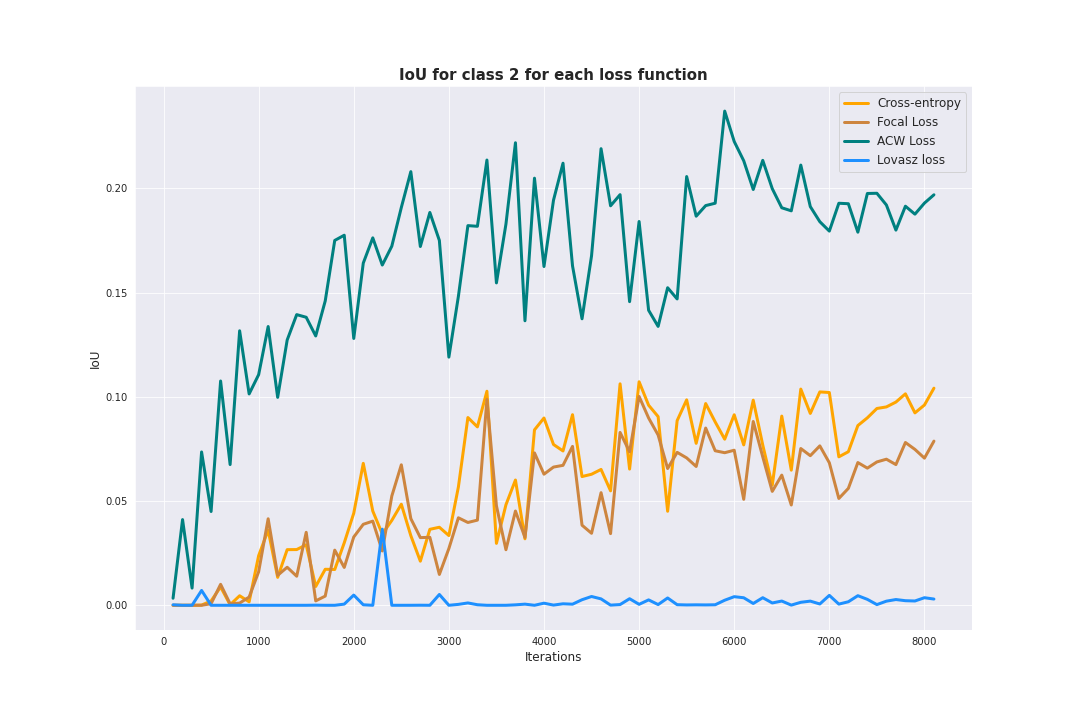 IoU for class 2 for each loss function
Cross-entropy
Focal Loss
ACW Loss
Lovasz loss
0.20
0.15
0.10
0.05
0.00
IoU
0 1000 2000 3000 4000 5000 6000 7000 8000
Iterations